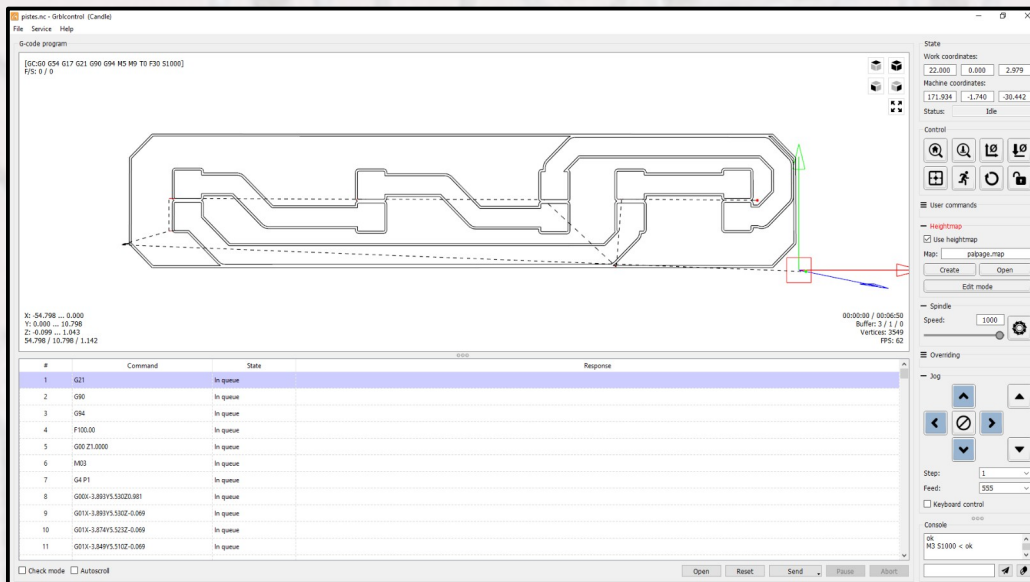 pistes.nc - Grblcontrol (Candle)
File Service Help
G-code program
[GC:G0 G54 G17 G21 G90 G94 M5 M9 T0 F30 S1000]
F/S: 0 / 0
X: -54.798 ... 0.000
Y: 0.000 ... 10.798
Z: -0.099 ... 1.043
54.798 / 10.798 / 1.142
00:00:00 / 00:06:50
Buffer: 3 / 1 / 0
Vertices: 3549
FPS: 62
# Command State Response
1 G21 In queue
2 G90 In queue
3 G94 In queue
4 F100.00 In queue
5 G00 Z1.0000 In queue
6 M03 In queue
7 G4 P1 In queue
8 G00X-3.893Y5.530Z0.981 In queue
9 G01X-3.893Y5.530Z-0.069 In queue
10 G01X-3.874Y5.523Z-0.069 In queue
11 G01X-3.849Y5.510Z-0.069 In queue
Check mode Autoscroll Open Reset Send Pause Abort
State
Work coordinates:
22.000 0.000 2.979
Machine coordinates:
171.934 -1.740 -30.442
Status: Idle
Control
User commands
Heightmap
Use heightmap
Map: palpage.map
Create Open
Edit mode
Spindle
Speed: 1000
Overriding
Jog
Step: 1
Feed: 555
Keyboard control
Console
ok
M3 S1000 < ok